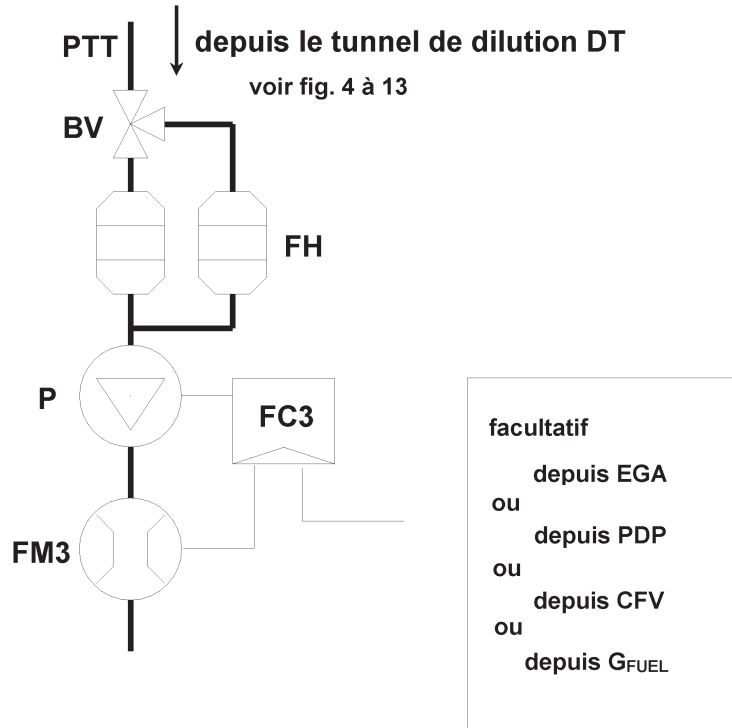 PTT
depuis le tunnel de dilution DT
voir fig. 4 à 13
BV
FH
P
FC3
FM3
facultatif
depuis EGA
ou
depuis PDP
ou
depuis CFV
ou
depuis GFUEL